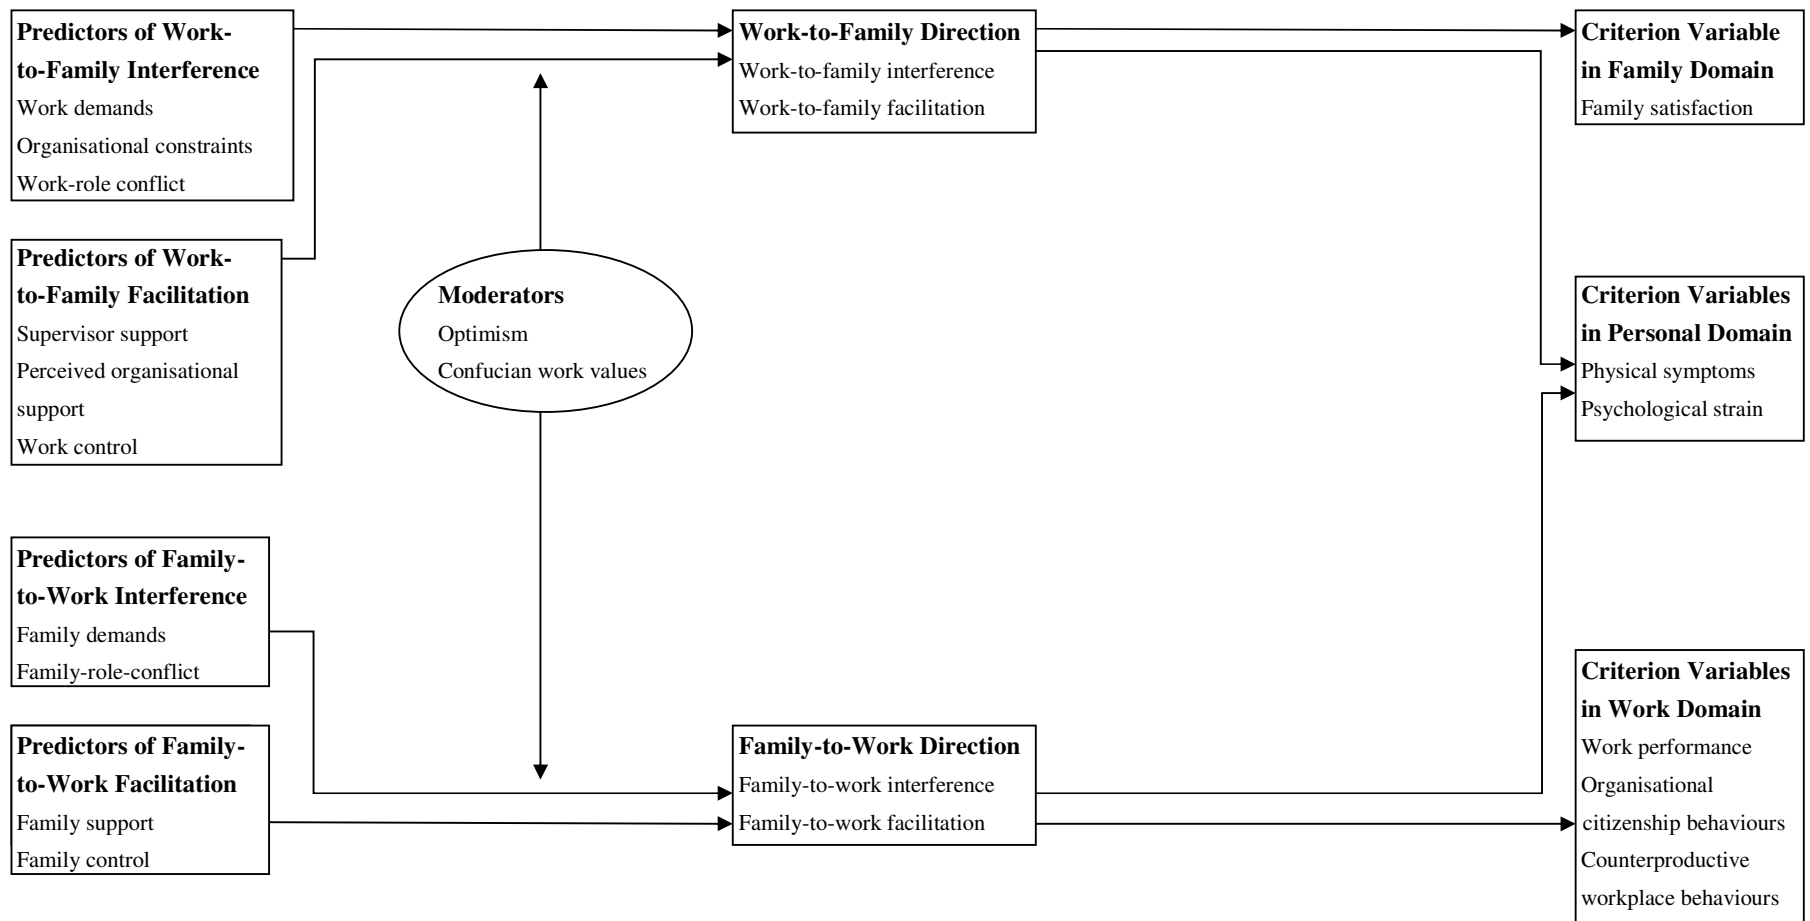 Predictors of Work-
to-Family Interference
Work demands
Organisational constraints
Work-role conflict
Predictors of Work-
to-Family Facilitation
Supervisor support
Perceived organisational
support
Work control
Predictors of Family-
to-Work Interference
Family demands
Family-role-conflict
Predictors of Family-
to-Work Facilitation
Family support
Family control
Moderators
Optimism
Confucian work values
Work-to-Family Direction
Work-to-family interference
Work-to-family facilitation
Family-to-Work Direction
Family-to-work interference
Family-to-work facilitation
Criterion Variable
in Family Domain
Family satisfaction
Criterion Variables
in Personal Domain
Physical symptoms
Psychological strain
Criterion Variables
in Work Domain
Work performance
Organisational
citizenship behaviours
Counterproductive
workplace behaviours